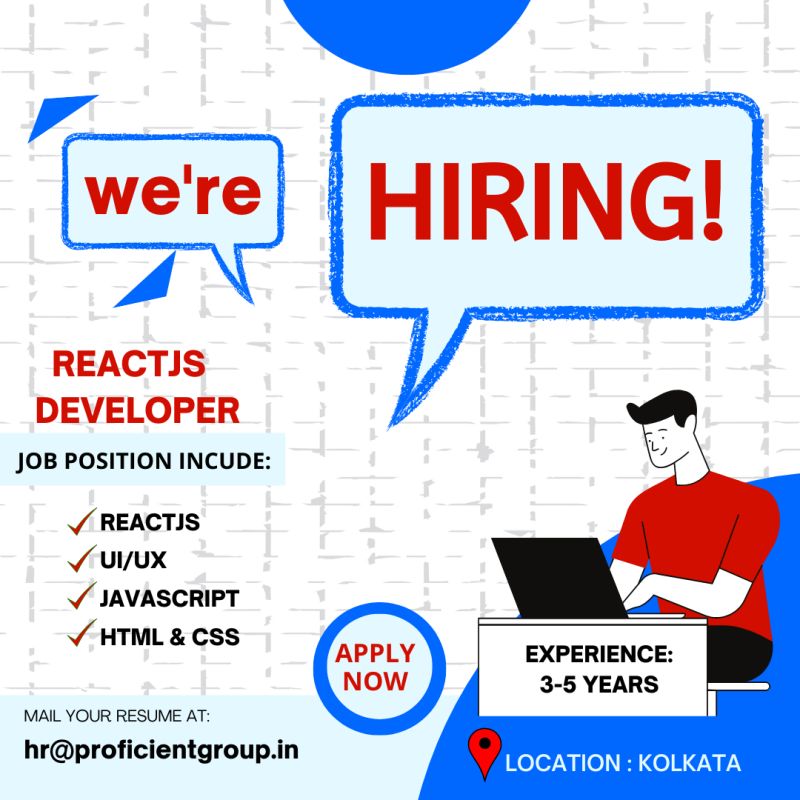 we're
HIRING!
REACTJS
DEVELOPER
JOB POSITION INCUDE:
REACTJS
UI/UX
JAVASCRIPT
HTML & CSS
APPLY
NOW
EXPERIENCE:
3-5 YEARS
MAIL YOUR RESUME AT:
hr@proficientgroup.in
LOCATION : KOLKATA